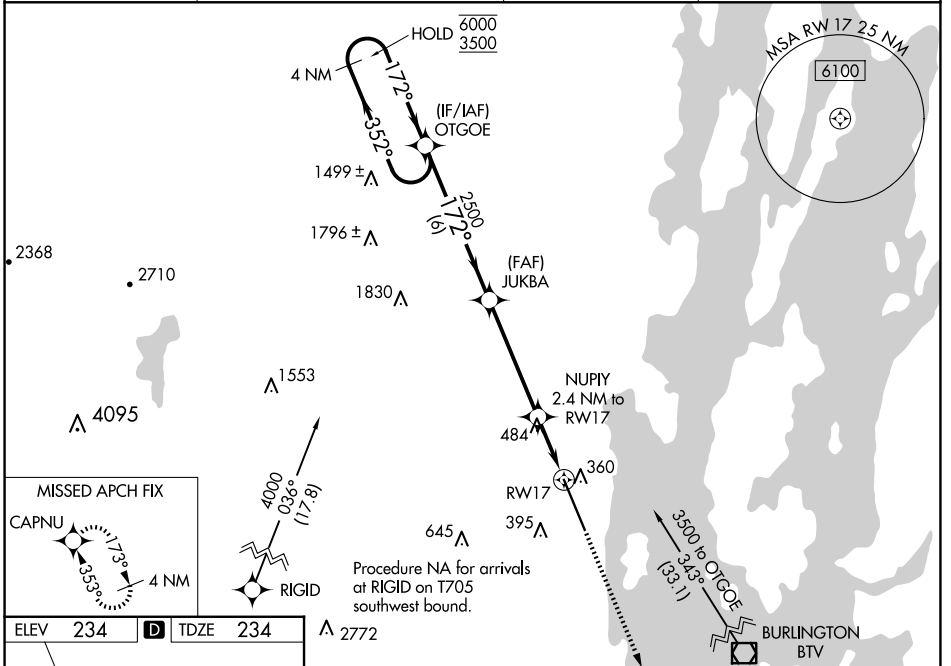 HOLD 6000
3500
4 NM
172°
352°
(IF/IAF)
OTGOE
MSA RW 17 25 NM
6100
1499 ±
2500
172°
(6)
1796 ±
2368
2710
(FAF)
JUKBA
1830
1553
NUPIY
2.4 NM to
RW17
4095
484
360
RW17
MISSED APCH FIX
CAPNU
173°
353°
4 NM
4000
036°
(17.8)
RIGID
645
395
Procedure NA for arrivals
at RIGID on T705
southwest bound.
3500 to OTGOE
343°
(33.1)
BURLINGTON
BTV
ELEV 234 D TDZE 234
2772